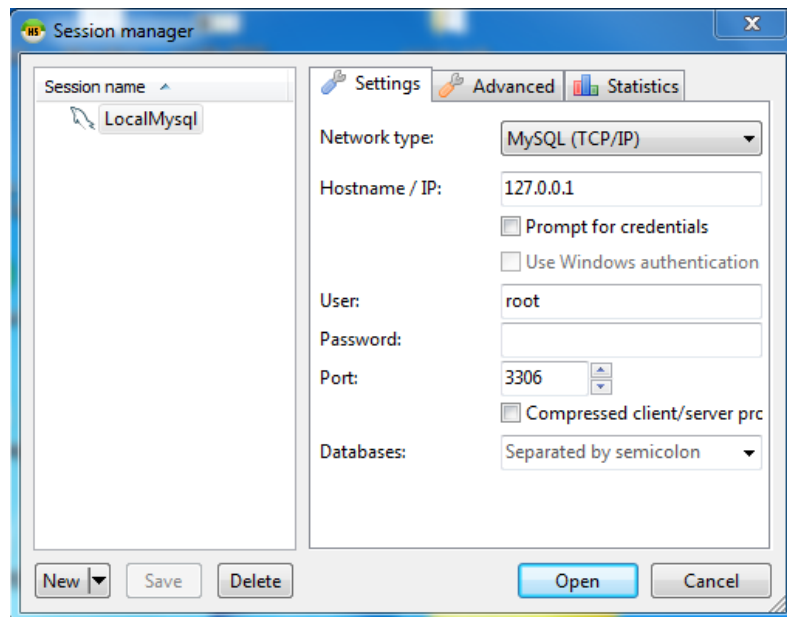 HS Session manager
Session name
LocalMysql
Settings Advanced Statistics
Network type: MySQL (TCP/IP)
Hostname / IP: 127.0.0.1
Prompt for credentials
Use Windows authentication
User: root
Password:
Port: 3306
Compressed client/server prc
Databases: Separated by semicolon
New Save Delete Open Cancel